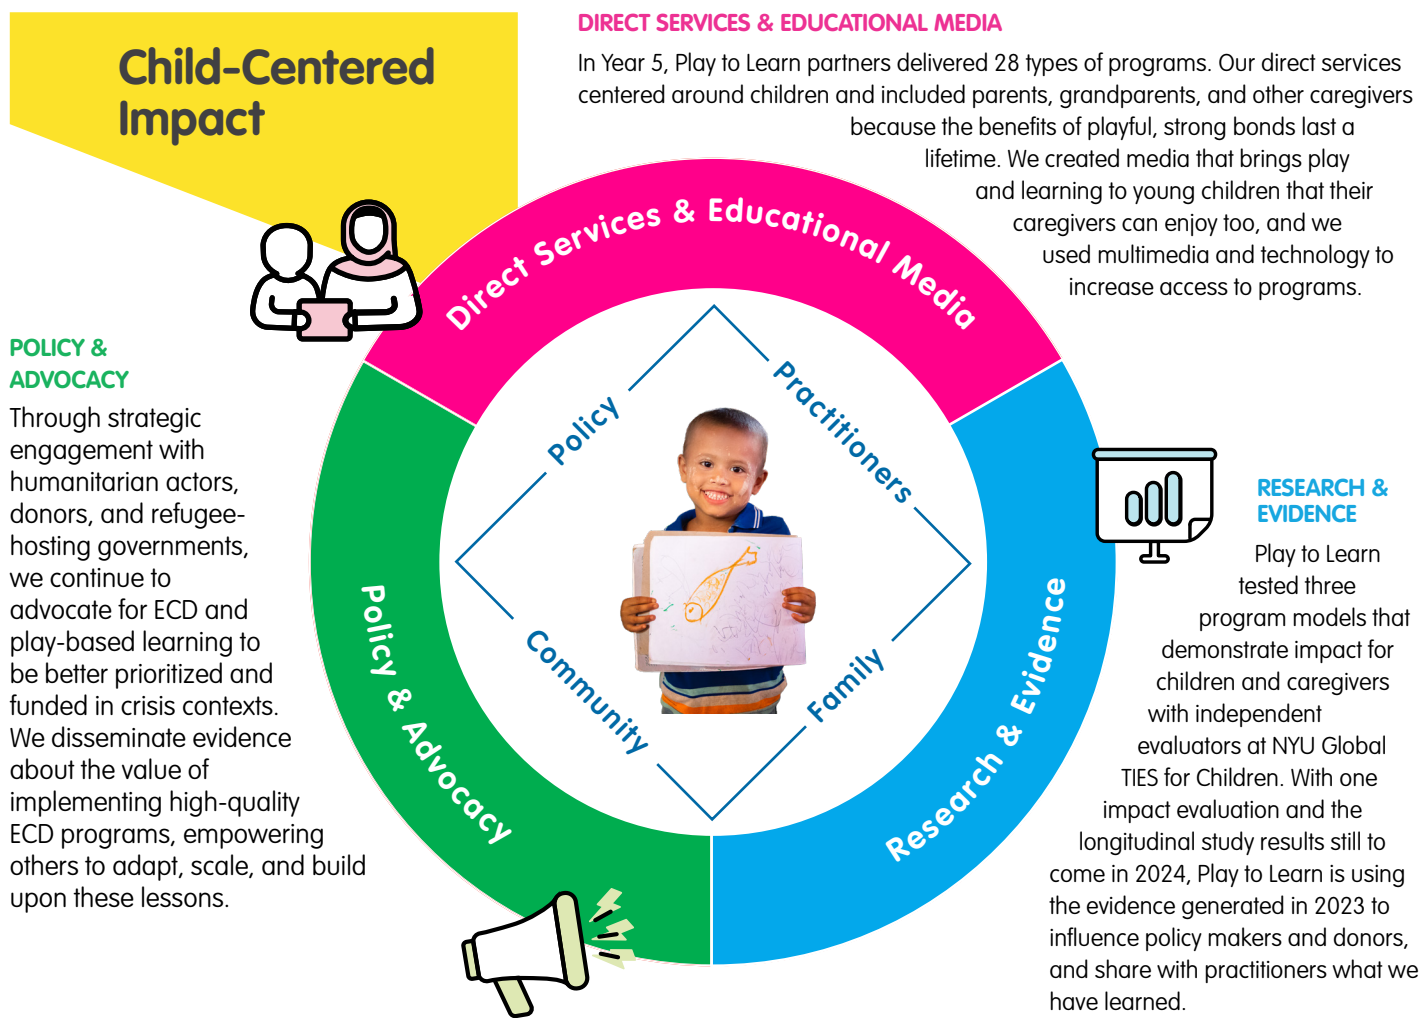 Child-Centered
Impact
DIRECT SERVICES & EDUCATIONAL MEDIA
In Year 5, Play to Learn partners delivered 28 types of programs. Our direct services
centered around children and included parents, grandparents, and other caregivers
because the benefits of playful, strong bonds last a
lifetime. We created media that brings play
and learning to young children that their
caregivers can enjoy too, and we
used multimedia and technology to
increase access to programs.
Direct Services & Educational Media
POLICY &
ADVOCACY
Through strategic
engagement with
humanitarian actors,
donors, and refugee-
hosting governments,
we continue to
advocate for ECD and
play-based learning to
be better prioritized and
funded in crisis contexts.
We disseminate evidence
about the value of
implementing high-quality
ECD programs, empowering
others to adapt, scale, and build
upon these lessons.
Policy & Advocacy
Policy
Practitioners
Community
Family
Research & Evidence
RESEARCH &
EVIDENCE
Play to Learn
tested three
program models that
demonstrate impact for
children and caregivers
with independent
evaluators at NYU Global
TIES for Children. With one
impact evaluation and the
longitudinal study results still to
come in 2024, Play to Learn is using
the evidence generated in 2023 to
influence policy makers and donors,
and share with practitioners what we
have learned.